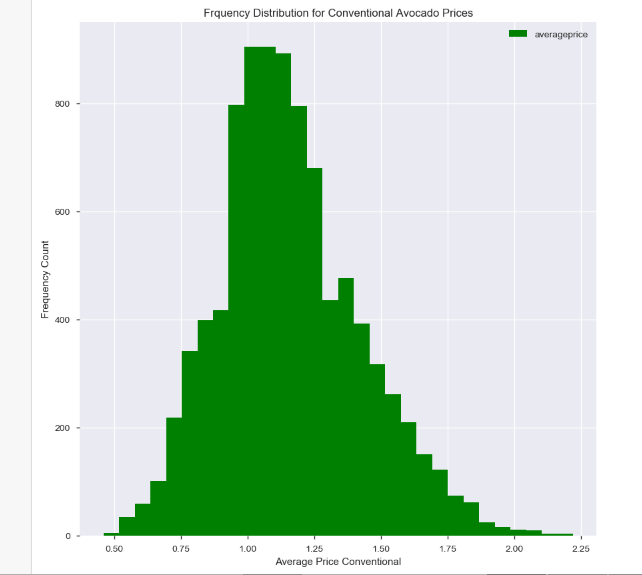 Frquency Distribution for Conventional Avocado Prices
averageprice
Frequency Count
800
600
400
200
0
0.50 0.75 1.00 1.25 1.50 1.75 2.00 2.25
Average Price Conventional